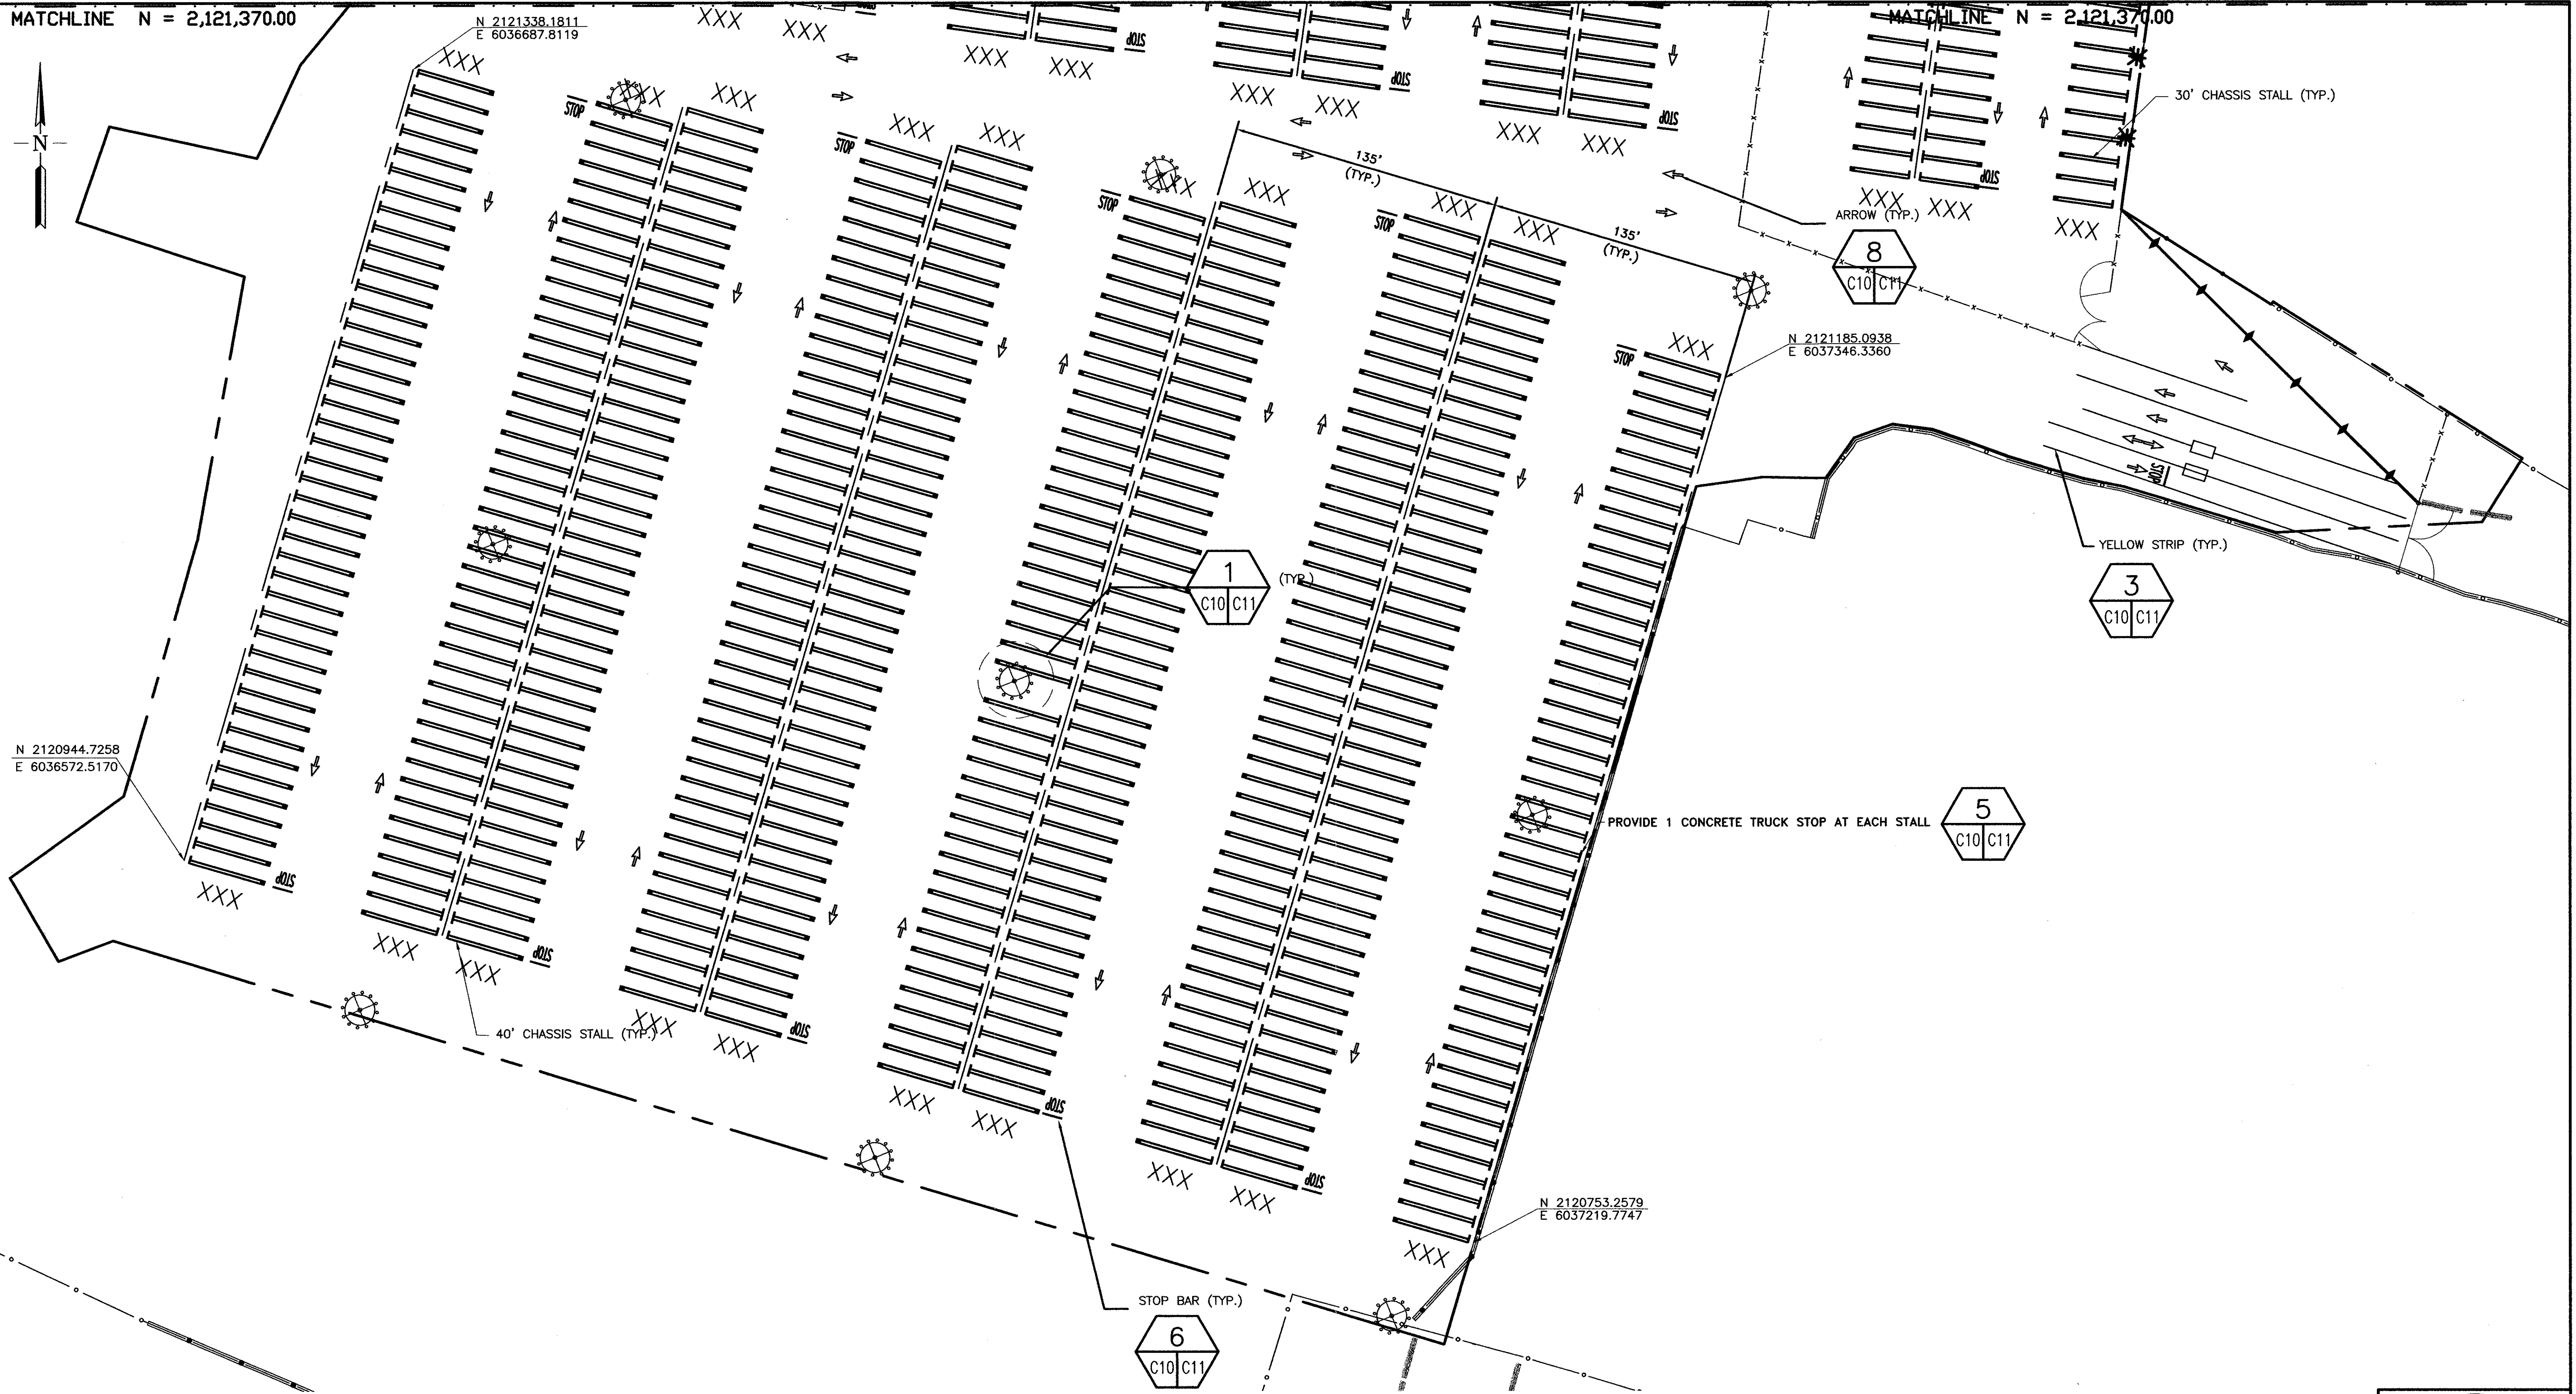 MATCHLINE N = 2,121,370.00
MATCHLINE N = 2,121,370.00
N 2121338.1811
E 6036687.8119
XXX
XXX
XXX
XXX
STOP
XXX
XXX
STOP
XXX
XXX
STOP
XXX
XXX
STOP
XXX
30' CHASSIS STALL (TYP.)
N
XXX
STOP
XXX
XXX
STOP
XXX
XXX
STOP
XXX
XXX
135'
(TYP.)
STOP
XXX
XXX
135'
(TYP.)
ARROW (TYP.)
8
C10 C11
STOP
XXX
N 2121185.0938
E 6037346.3360
STOP
YELLOW STRIP (TYP.)
3
C10 C11
1
C10 C11
(TYP.)
N 2120944.7258
E 6036572.5170
PROVIDE 1 CONCRETE TRUCK STOP AT EACH STALL
5
C10 C11
XXX
STOP
XXX
XXX
STOP
40' CHASSIS STALL (TYP.)
XXX
XXX
STOP
XXX
XXX
STOP
XXX
XXX
STOP
N 2120753.2579
E 6037219.7747
XXX
STOP BAR (TYP.)
6
C10 C11